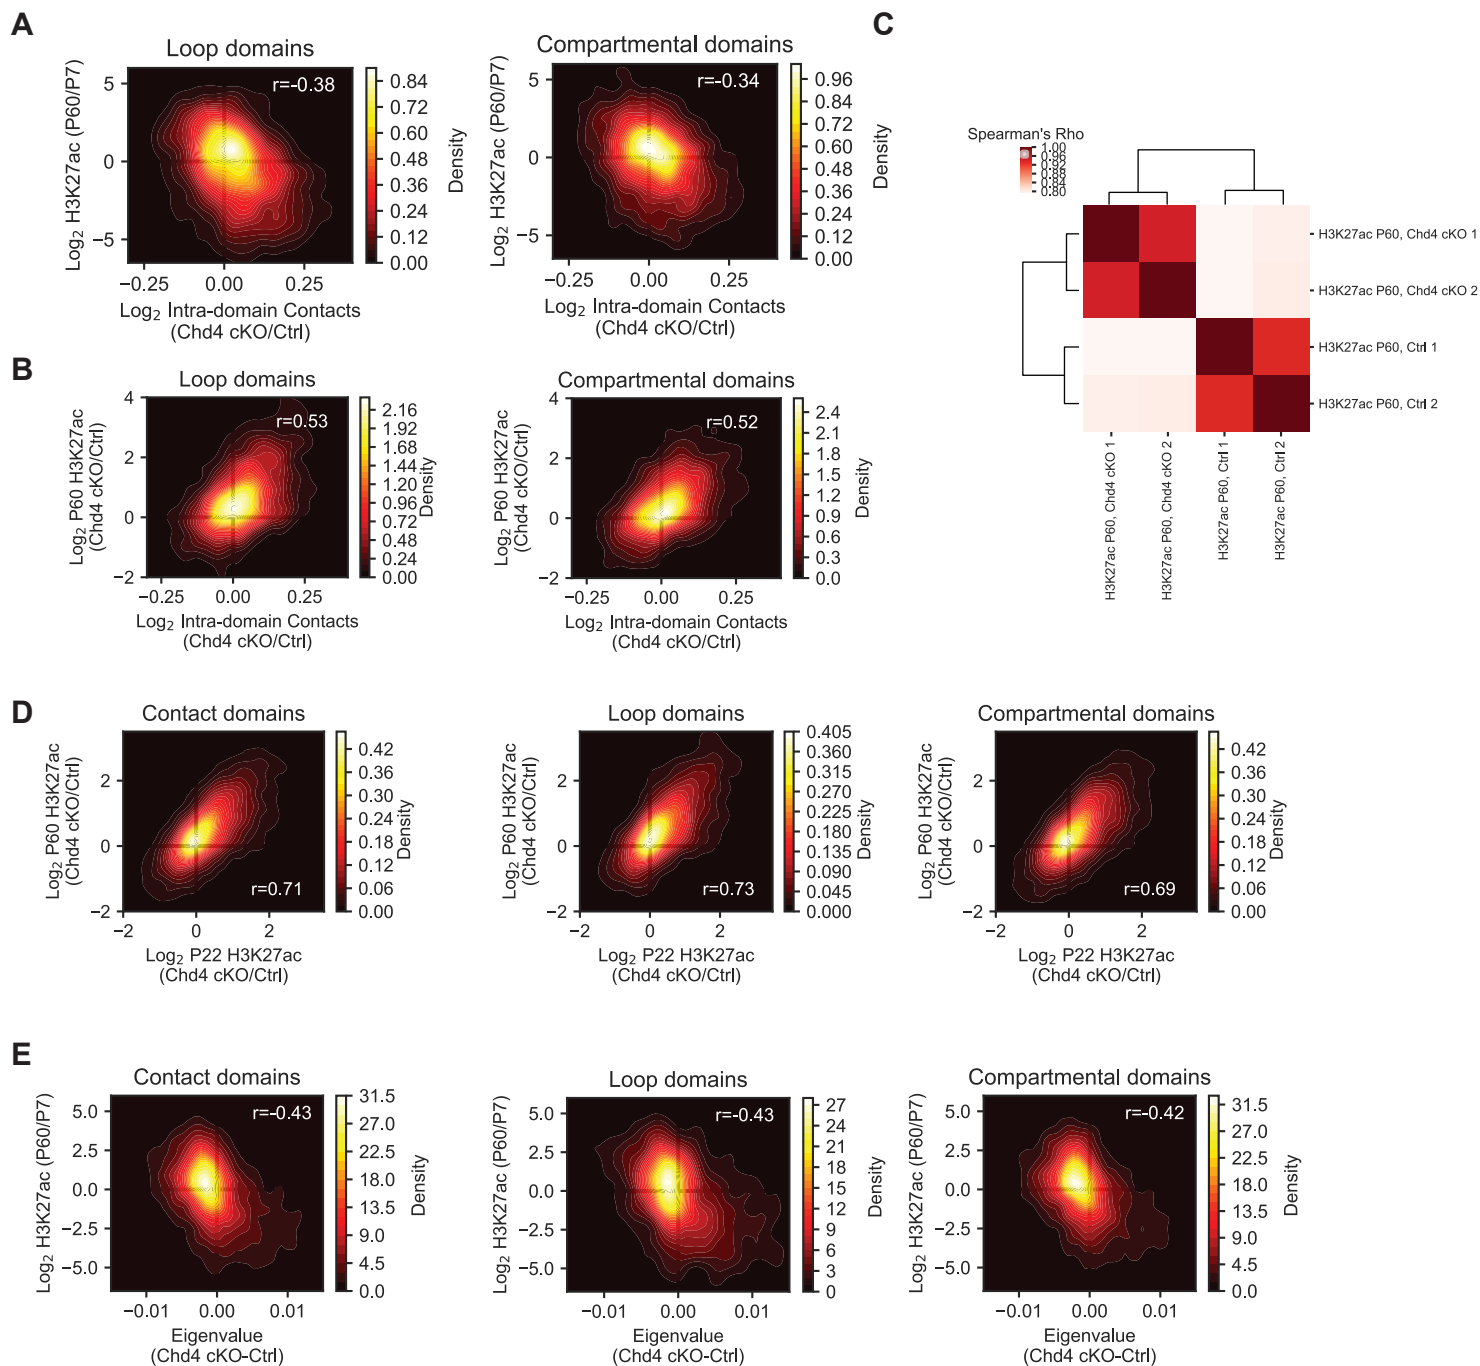 A
Loop domains
r=-0.38
Log₂ H3K27ac (P60/P7)
5
0
−5
−0.25
0.00
0.25
Log₂ Intra-domain Contacts
(Chd4 cKO/Ctrl)
0.84
0.72
0.60
0.48
0.36
0.24
0.12
0.00
Density
Compartmental domains
r=-0.34
Log₂ H3K27ac (P60/P7)
5
0
−5
−0.25
0.00
0.25
Log₂ Intra-domain Contacts
(Chd4 cKO/Ctrl)
0.96
0.84
0.72
0.60
0.48
0.36
0.24
0.12
0.00
Density
B
Loop domains
r=0.53
Log₂ P60 H3K27ac
(Chd4 cKO/Ctrl)
4
2
0
−2
−0.25
0.00
0.25
Log₂ Intra-domain Contacts
(Chd4 cKO/Ctrl)
2.16
1.92
1.68
1.44
1.20
0.96
0.72
0.48
0.24
0.00
Density
Compartmental domains
r=0.52
Log₂ P60 H3K27ac
(Chd4 cKO/Ctrl)
4
2
0
−2
−0.25
0.00
0.25
Log₂ Intra-domain Contacts
(Chd4 cKO/Ctrl)
2.4
2.1
1.8
1.5
1.2
0.9
0.6
0.3
0.0
Density
C
Spearman's Rho
1.00
0.96
0.92
0.88
0.84
0.80
H3K27ac P60, Chd4 cKO 1
H3K27ac P60, Chd4 cKO 2
H3K27ac P60, Ctrl 1
H3K27ac P60, Ctrl 2
H3K27ac P60, Chd4 cKO 1
H3K27ac P60, Chd4 cKO 2
H3K27ac P60, Ctrl 1
H3K27ac P60, Ctrl 2
D
Contact domains
r=0.71
Log₂ P60 H3K27ac
(Chd4 cKO/Ctrl)
2
0
−2
−2
0
2
Log₂ P22 H3K27ac
(Chd4 cKO/Ctrl)
0.42
0.36
0.30
0.24
0.18
0.12
0.06
0.00
Density
Loop domains
r=0.73
Log₂ P60 H3K27ac
(Chd4 cKO/Ctrl)
2
0
−2
−2
0
2
Log₂ P22 H3K27ac
(Chd4 cKO/Ctrl)
0.405
0.360
0.315
0.270
0.225
0.180
0.135
0.090
0.045
0.000
Density
Compartmental domains
r=0.69
Log₂ P60 H3K27ac
(Chd4 cKO/Ctrl)
2
0
−2
−2
0
2
Log₂ P22 H3K27ac
(Chd4 cKO/Ctrl)
0.42
0.36
0.30
0.24
0.18
0.12
0.06
0.00
Density
E
Contact domains
r=-0.43
Log₂ H3K27ac (P60/P7)
5.0
2.5
0.0
−2.5
−5.0
−0.01
0.00
0.01
Eigenvalue
(Chd4 cKO-Ctrl)
31.5
27.0
22.5
18.0
13.5
9.0
4.5
0.0
Density
Loop domains
r=-0.43
Log₂ H3K27ac (P60/P7)
5.0
2.5
0.0
−2.5
−5.0
−0.01
0.00
0.01
Eigenvalue
(Chd4 cKO-Ctrl)
27
24
21
18
15
12
9
6
3
0
Density
Compartmental domains
r=-0.42
Log₂ H3K27ac (P60/P7)
5.0
2.5
0.0
−2.5
−5.0
−0.01
0.00
0.01
Eigenvalue
(Chd4 cKO-Ctrl)
31.5
27.0
22.5
18.0
13.5
9.0
4.5
0.0
Density